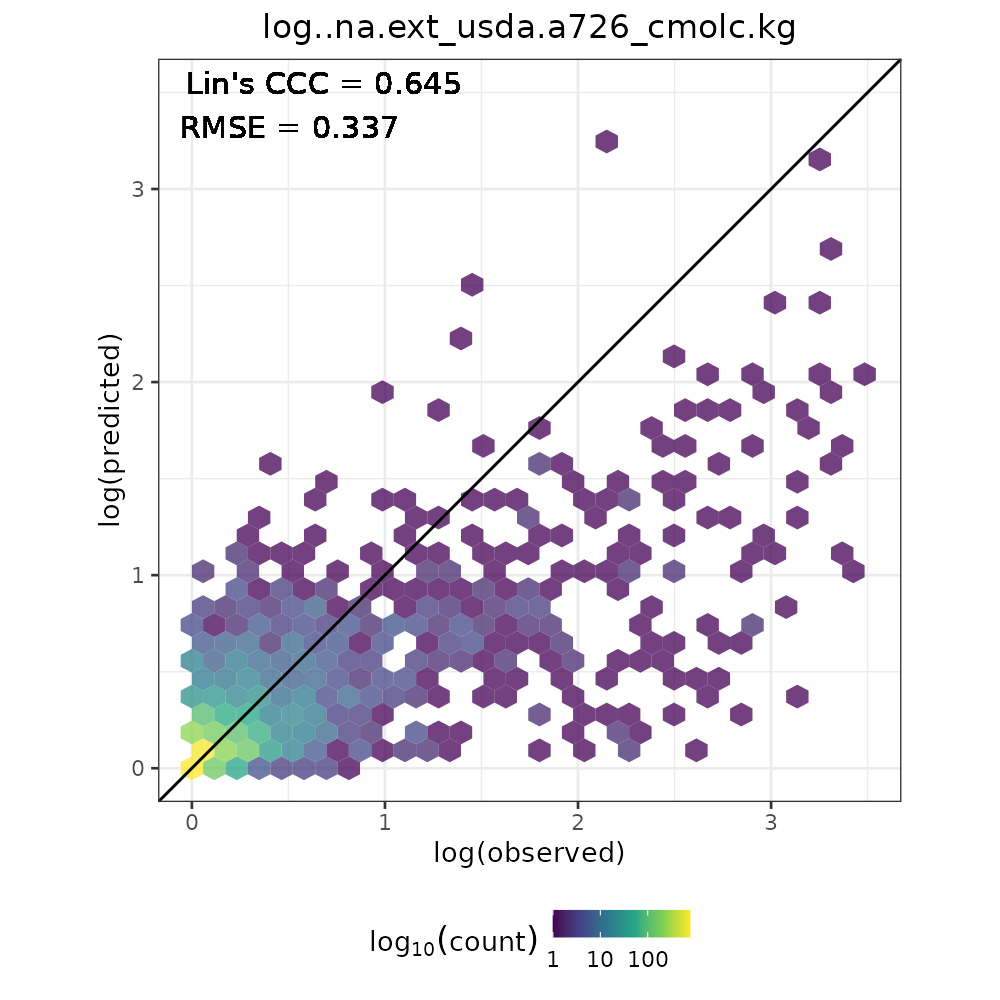 log..na.ext_usda.a726_cmolc.kg
Lin's CCC = 0.645
RMSE = 0.337
3
2
1
0
log(predicted)
0 1 2 3
log(observed)
log10(count)
1 10 100